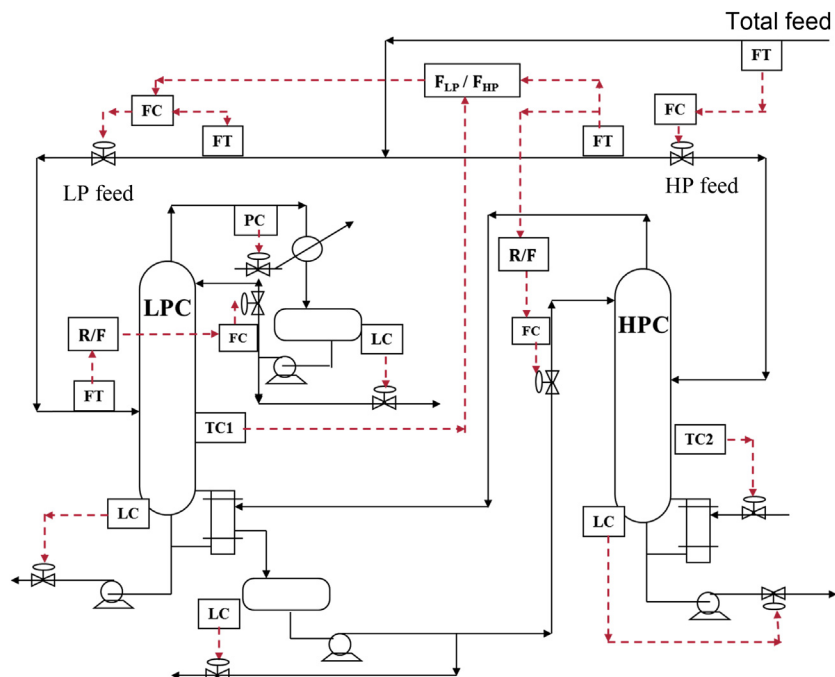 Total feed
FT
F_LP / F_HP
FC
FC
FT
FT
LP feed
HP feed
PC
R/F
LPC
HPC
R/F
FC
FC
LC
FT
TC1
TC2
LC
LC
LC